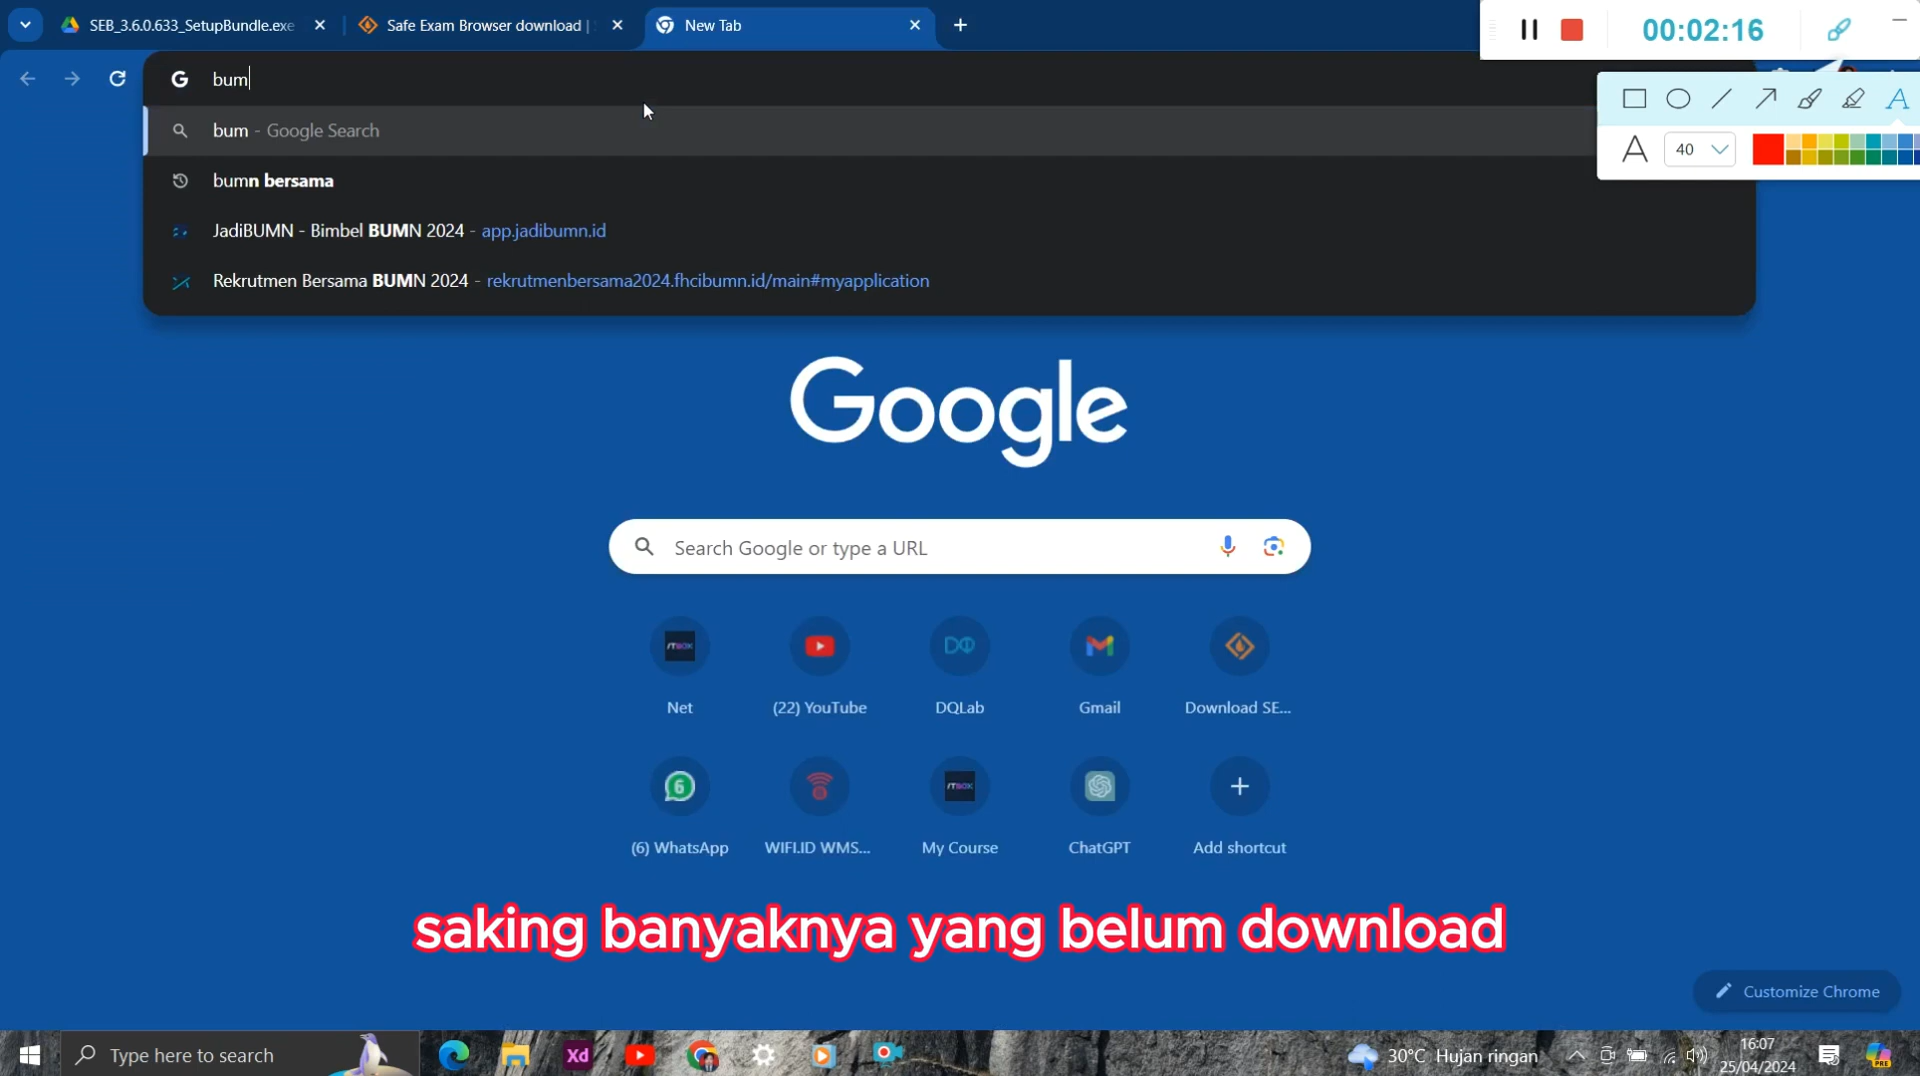 SEB_3.6.0.633_SetupBundle.exe
Safe Exam Browser download |
New Tab
00:02:16
bum
bum - Google Search
40
bumn bersama
JadiBUMN - Bimbel BUMN 2024 - app.jadibumn.id
Rekrutmen Bersama BUMN 2024 - rekrutmenbersama2024.fhcibumn.id/main#myapplication
Google
Search Google or type a URL
Net
(22) YouTube
DQLab
Gmail
Download SE...
(6) WhatsApp
WIFI.ID WMS...
My Course
ChatGPT
Add shortcut
saking banyaknya yang belum download
Customize Chrome
Type here to search
Xd
30°C Hujan ringan
16:07
25/04/2024
PRE